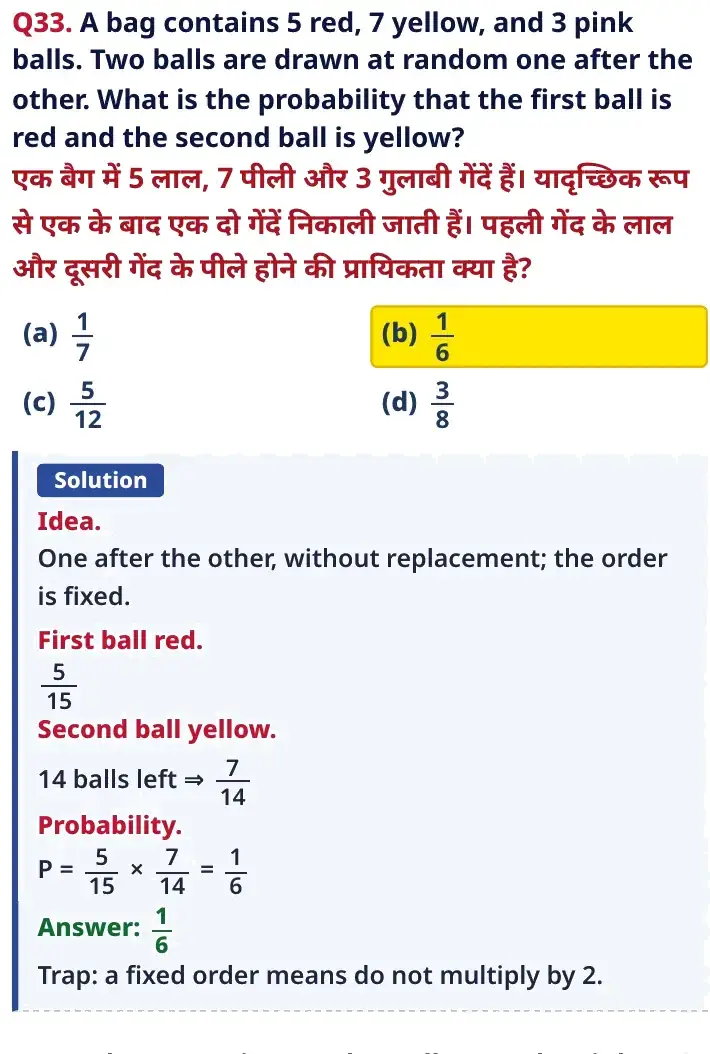 Q33. A bag contains 5 red, 7 yellow, and 3 pink
balls. Two balls are drawn at random one after the
other. What is the probability that the first ball is
red and the second ball is yellow?
एक बैग में 5 लाल, 7 पीली और 3 गुलाबी गेंदें हैं। यादृच्छिक रूप
से एक के बाद एक दो गेंदें निकाली जाती हैं। पहली गेंद के लाल
और दूसरी गेंद के पीले होने की प्रायिकता क्या है?
(a) 1/7 (b) 1/6
(c) 5/12 (d) 3/8
Solution
Idea.
One after the other, without replacement; the order
is fixed.
First ball red.
5/15
Second ball yellow.
14 balls left ⇒ 7/14
Probability.
P = 5/15 × 7/14 = 1/6
Answer: 1/6
Trap: a fixed order means do not multiply by 2.